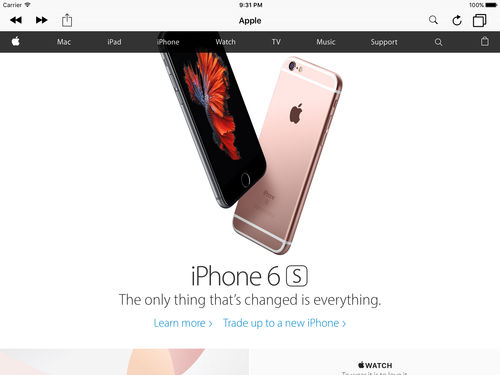 Carrier 9:31 PM 100%
Apple
Mac iPad iPhone Watch TV Music Support
iPhone
iPhone 6 S
The only thing that's changed is everything.
Learn more > Trade up to a new iPhone >
WATCH